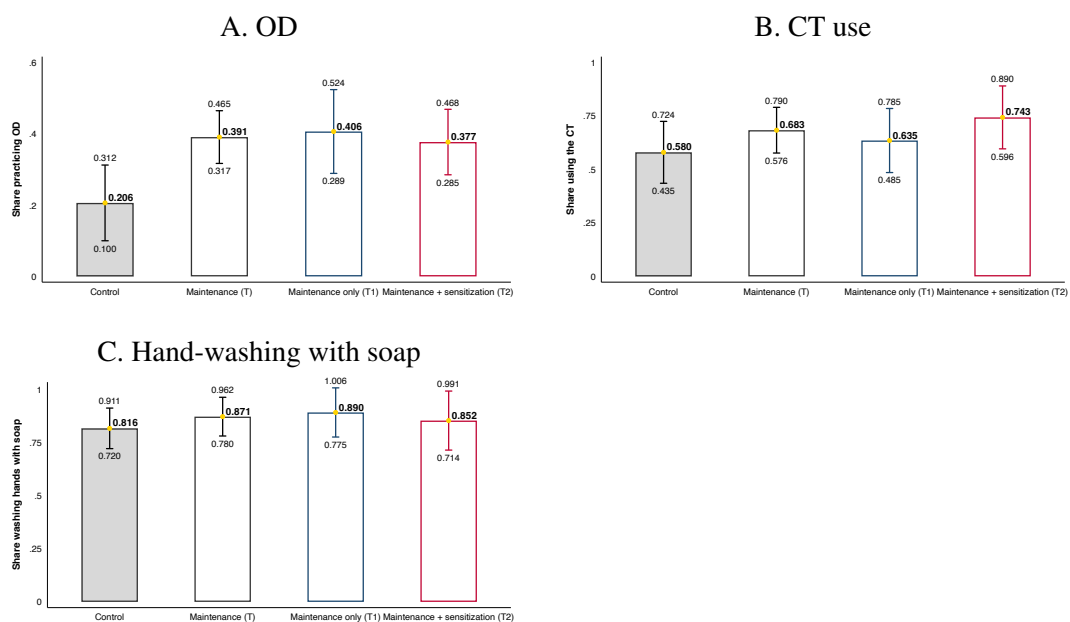 A. OD
Share practicing OD
.6
.4
.2
0
0.312
0.206
0.100
0.465
0.391
0.317
0.524
0.406
0.289
0.468
0.377
0.285
Control
Maintenance (T)
Maintenance only (T1)
Maintenance + sensitization (T2)
B. CT use
Share using the CT
1
.75
.5
.25
0
0.724
0.580
0.435
0.790
0.683
0.576
0.785
0.635
0.485
0.890
0.743
0.596
Control
Maintenance (T)
Maintenance only (T1)
Maintenance + sensitization (T2)
C. Hand-washing with soap
Share washing hands with soap
1
.75
.5
.25
0
0.911
0.816
0.720
0.962
0.871
0.780
1.006
0.890
0.775
0.991
0.852
0.714
Control
Maintenance (T)
Maintenance only (T1)
Maintenance + sensitization (T2)